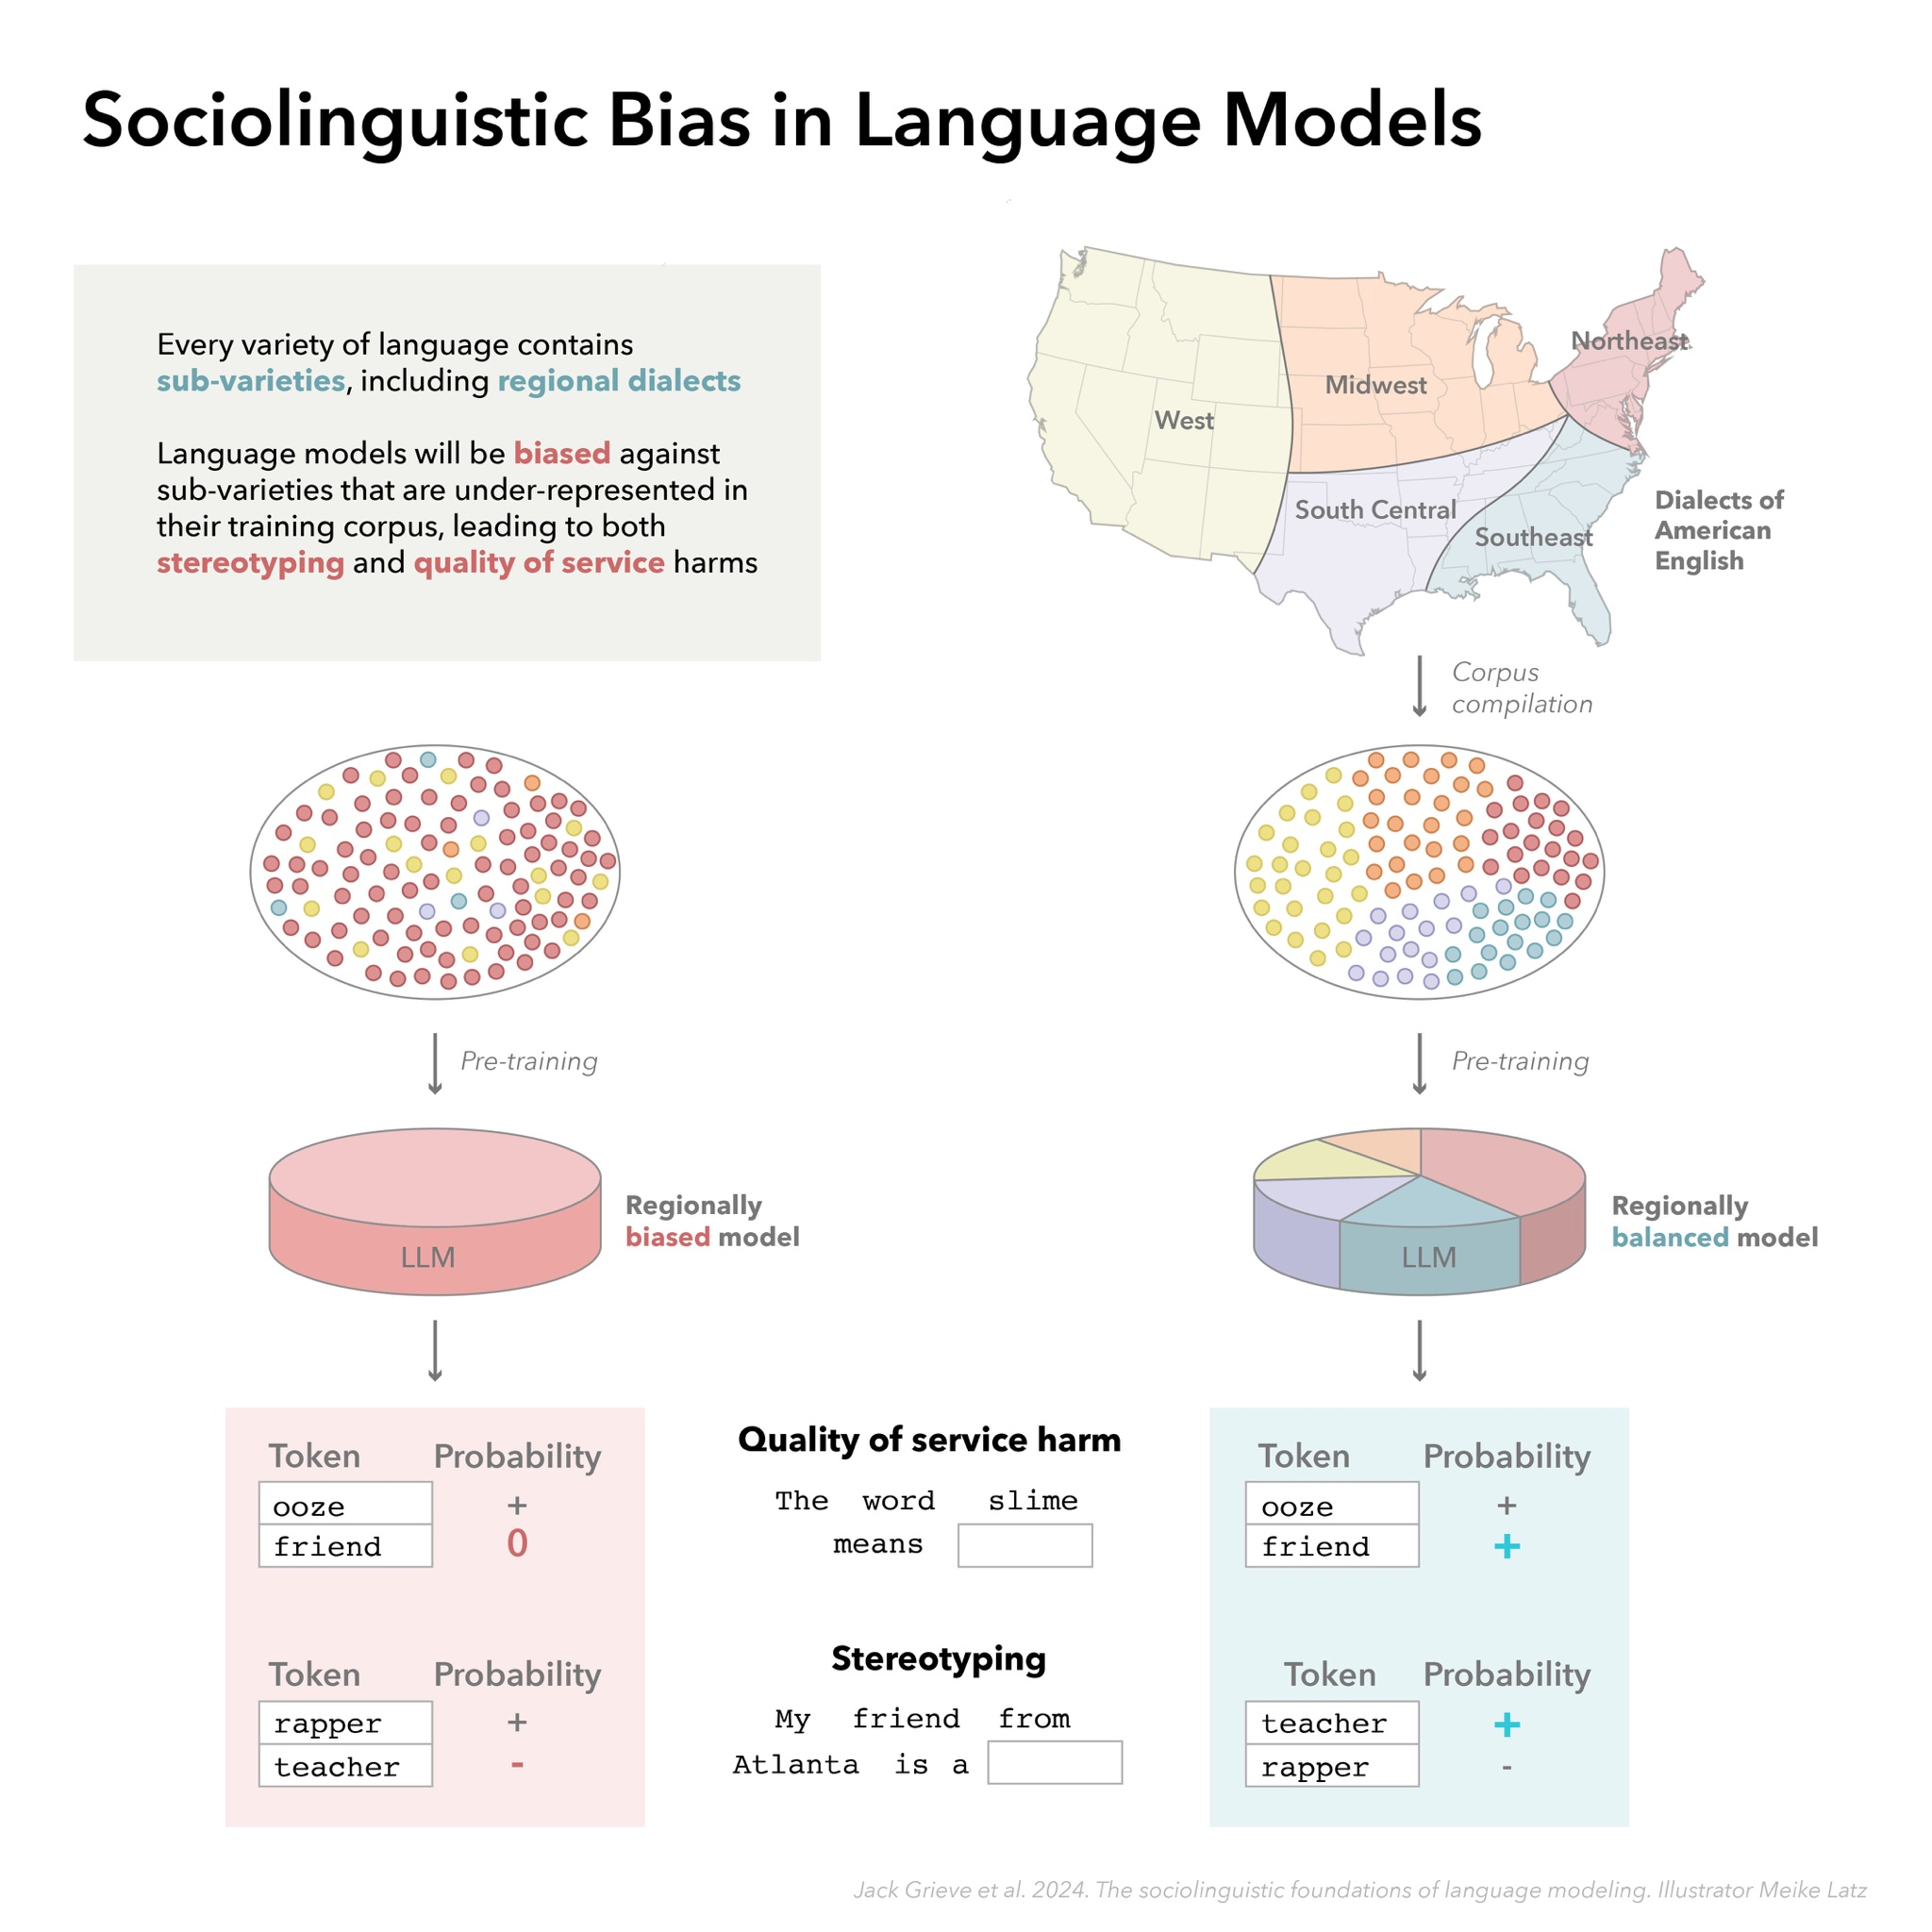 Sociolinguistic Bias in Language Models
Every variety of language contains
sub-varieties, including regional dialects
Language models will be biased against
sub-varieties that are under-represented in
their training corpus, leading to both
stereotyping and quality of service harms
West
Midwest
Northeast
South Central
Southeast
Dialects of
American
English
Corpus
compilation
Pre-training
Pre-training
LLM
Regionally
biased model
LLM
Regionally
balanced model
Token Probability
ooze +
friend 0
Token Probability
rapper +
teacher -
Quality of service harm
The word slime
means
Stereotyping
My friend from
Atlanta is a
Token Probability
ooze +
friend +
Token Probability
teacher +
rapper -
Jack Grieve et al. 2024. The sociolinguistic foundations of language modeling. Illustrator Meike Latz